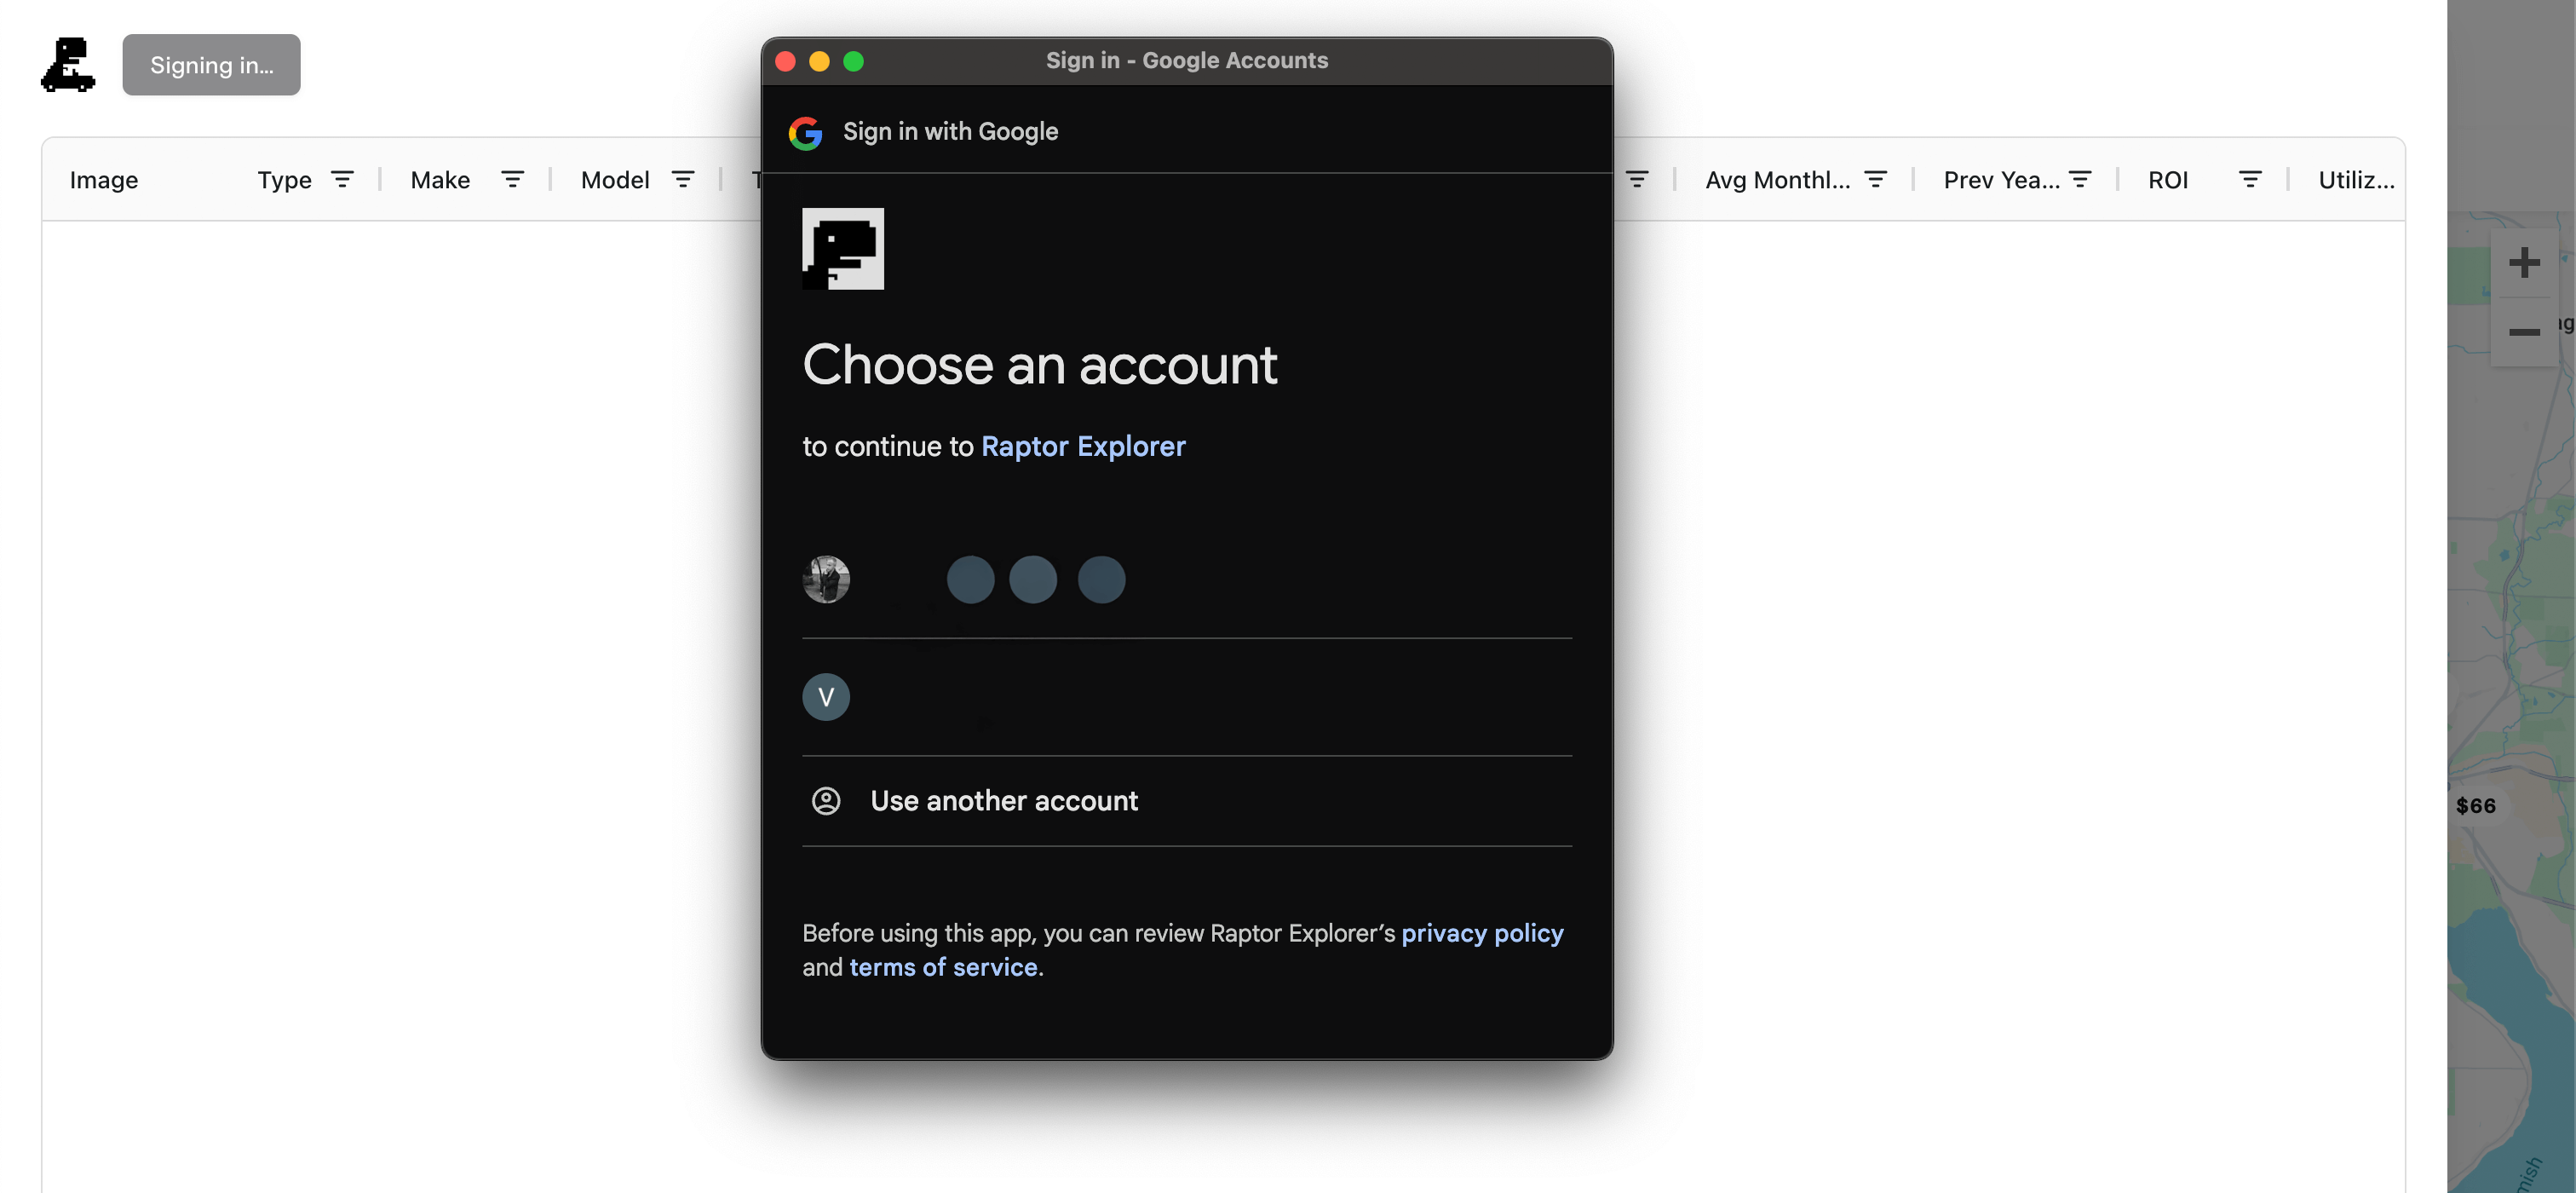 Signing in...
Image Type Make Model Avg Monthl... Prev Yea... ROI Utiliz...
Sign in - Google Accounts
Sign in with Google
Choose an account
to continue to Raptor Explorer
V
Use another account
Before using this app, you can review Raptor Explorer’s privacy policy
and terms of service.
$66